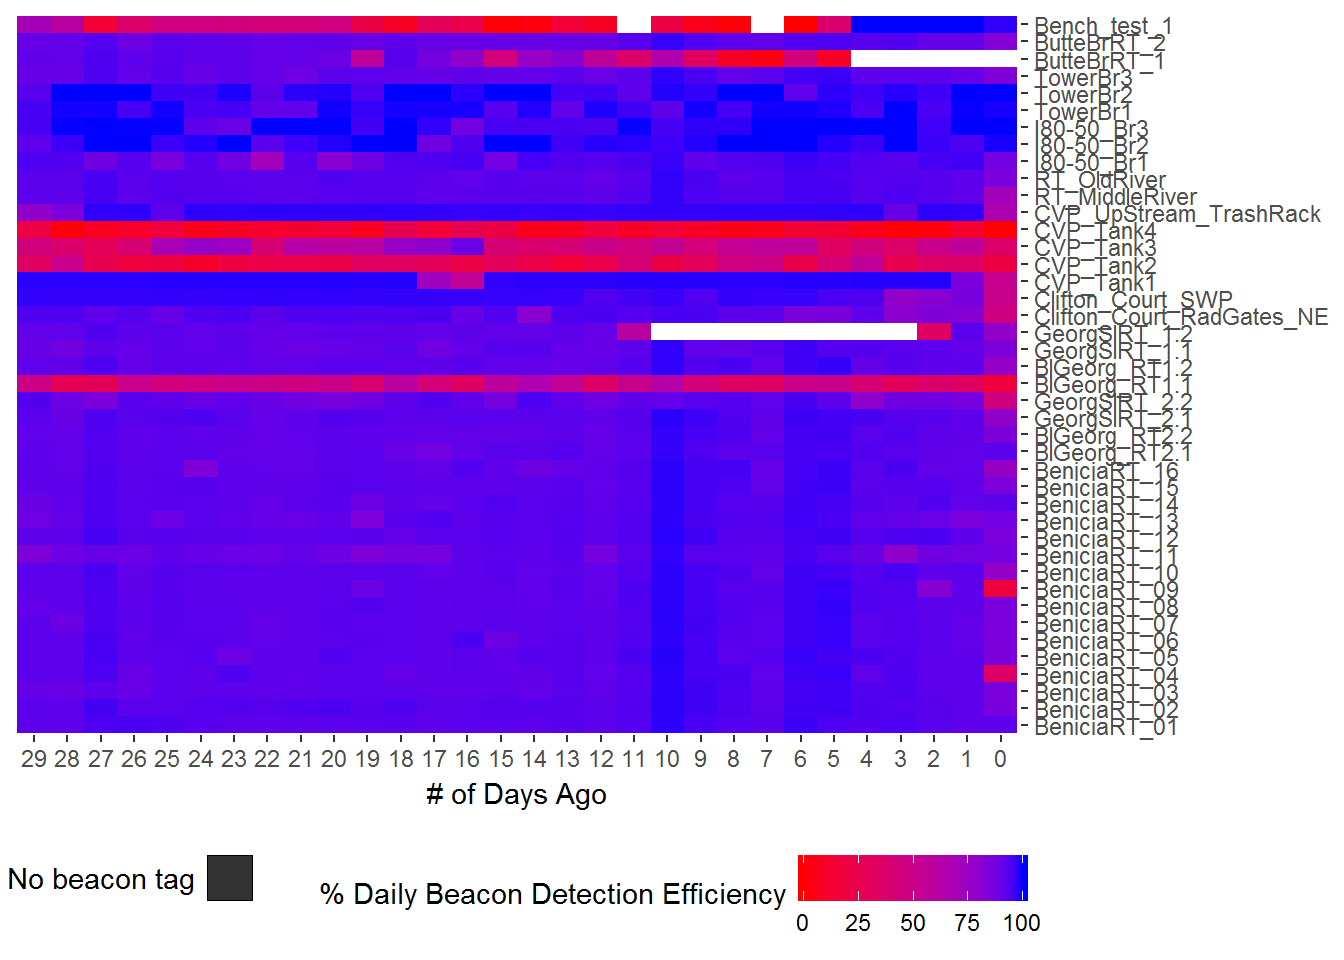 Bench_test_1
ButteBrRT_2
ButteBrRT_1
TowerBr3
TowerBr2
TowerBr1
I80-50_Br3
I80-50_Br2
I80-50_Br1
RT_OldRiver
RT_MiddleRiver
CVP_UpStream_TrashRack
CVP_Tank4
CVP_Tank3
CVP_Tank2
CVP_Tank1
Clifton_Court_SWP
Clifton_Court_RadGates_NE
GeorgSlRT_1.2
GeorgSlRT_1.1
BlGeorg_RT1.2
BlGeorg_RT1.1
GeorgSlRT_2.2
GeorgSlRT_2.1
BlGeorg_RT2.2
BlGeorg_RT2.1
BeniciaRT_16
BeniciaRT_15
BeniciaRT_14
BeniciaRT_13
BeniciaRT_12
BeniciaRT_11
BeniciaRT_10
BeniciaRT_09
BeniciaRT_08
BeniciaRT_07
BeniciaRT_06
BeniciaRT_05
BeniciaRT_04
BeniciaRT_03
BeniciaRT_02
BeniciaRT_01
29 28 27 26 25 24 23 22 21 20 19 18 17 16 15 14 13 12 11 10 9 8 7 6 5 4 3 2 1 0
# of Days Ago
No beacon tag
% Daily Beacon Detection Efficiency
0 25 50 75 100